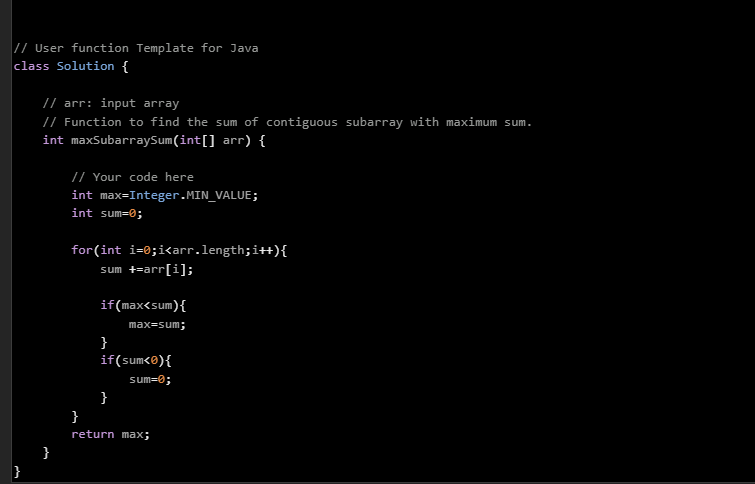 // User function Template for Java
class Solution {
    // arr: input array
    // Function to find the sum of contiguous subarray with maximum sum.
    int maxSubarraySum(int[] arr) {
        // Your code here
        int max=Integer.MIN_VALUE;
        int sum=0;
        for(int i=0;i<arr.length;i++){
            sum +=arr[i];
            if(max<sum){
                max=sum;
            }
            if(sum<0){
                sum=0;
            }
        }
        return max;
    }
}